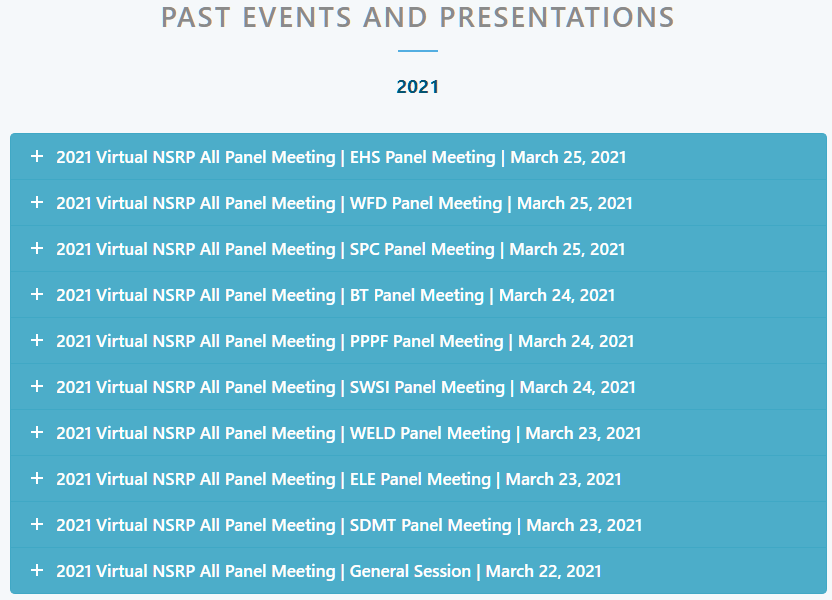 PAST EVENTS AND PRESENTATIONS
2021
+ 2021 Virtual NSRP All Panel Meeting | EHS Panel Meeting | March 25, 2021
+ 2021 Virtual NSRP All Panel Meeting | WFD Panel Meeting | March 25, 2021
+ 2021 Virtual NSRP All Panel Meeting | SPC Panel Meeting | March 25, 2021
+ 2021 Virtual NSRP All Panel Meeting | BT Panel Meeting | March 24, 2021
+ 2021 Virtual NSRP All Panel Meeting | PPPF Panel Meeting | March 24, 2021
+ 2021 Virtual NSRP All Panel Meeting | SWSI Panel Meeting | March 24, 2021
+ 2021 Virtual NSRP All Panel Meeting | WELD Panel Meeting | March 23, 2021
+ 2021 Virtual NSRP All Panel Meeting | ELE Panel Meeting | March 23, 2021
+ 2021 Virtual NSRP All Panel Meeting | SDMT Panel Meeting | March 23, 2021
+ 2021 Virtual NSRP All Panel Meeting | General Session | March 22, 2021